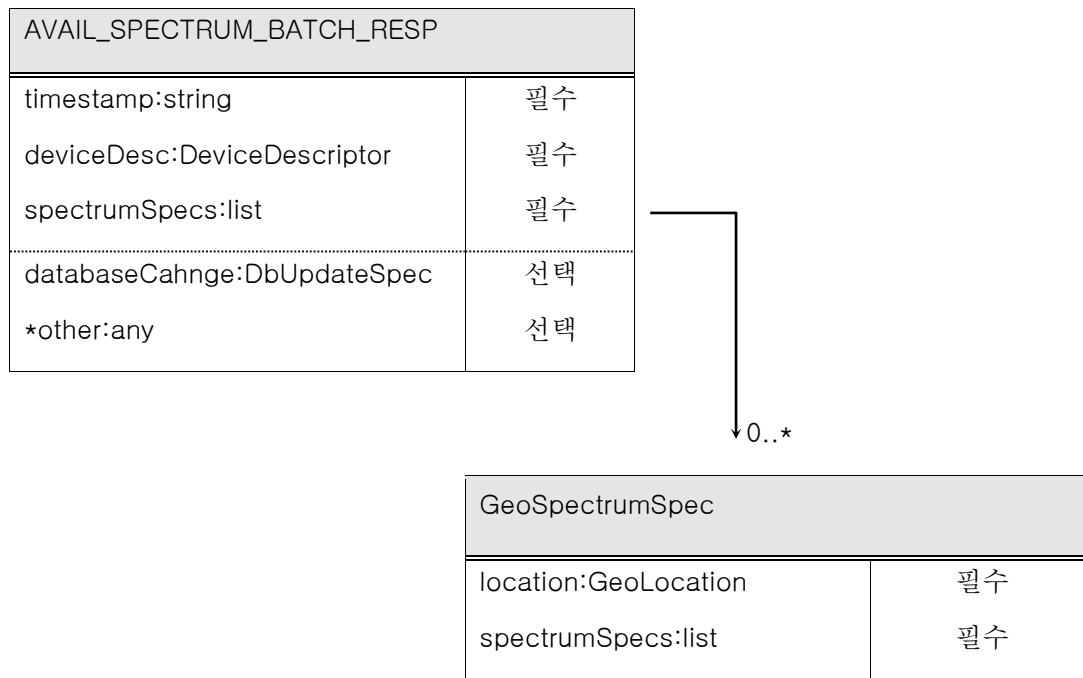 AVAIL_SPECTRUM_BATCH_RESP
timestamp:string 필수
deviceDesc:DeviceDescriptor 필수
spectrumSpecs:list 필수
databaseCahnge:DbUpdateSpec 선택
*other:any 선택
0..*
GeoSpectrumSpec
location:GeoLocation 필수
spectrumSpecs:list 필수